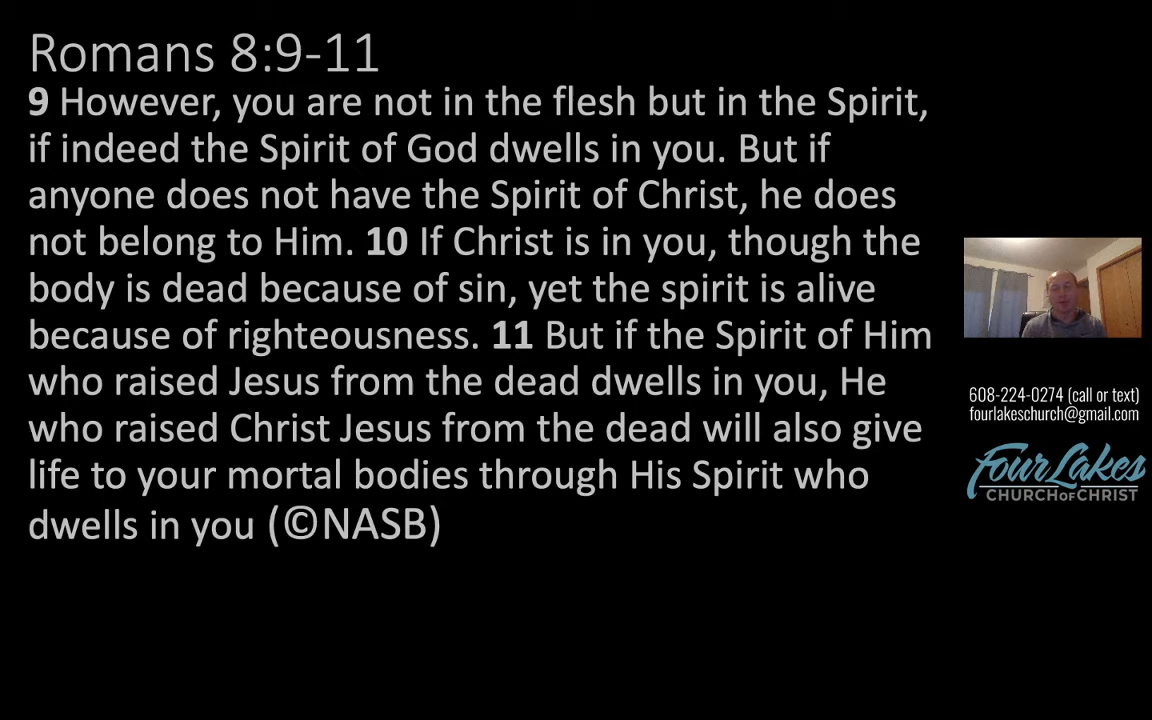 Romans 8:9-11
9 However, you are not in the flesh but in the Spirit,
if indeed the Spirit of God dwells in you. But if
anyone does not have the Spirit of Christ, he does
not belong to Him. 10 If Christ is in you, though the
body is dead because of sin, yet the spirit is alive
because of righteousness. 11 But if the Spirit of Him
who raised Jesus from the dead dwells in you, He
who raised Christ Jesus from the dead will also give
life to your mortal bodies through His Spirit who
dwells in you (©NASB)
608-224-0274 (call or text)
fourlakeschurch@gmail.com
Four Lakes
CHURCH OF CHRIST